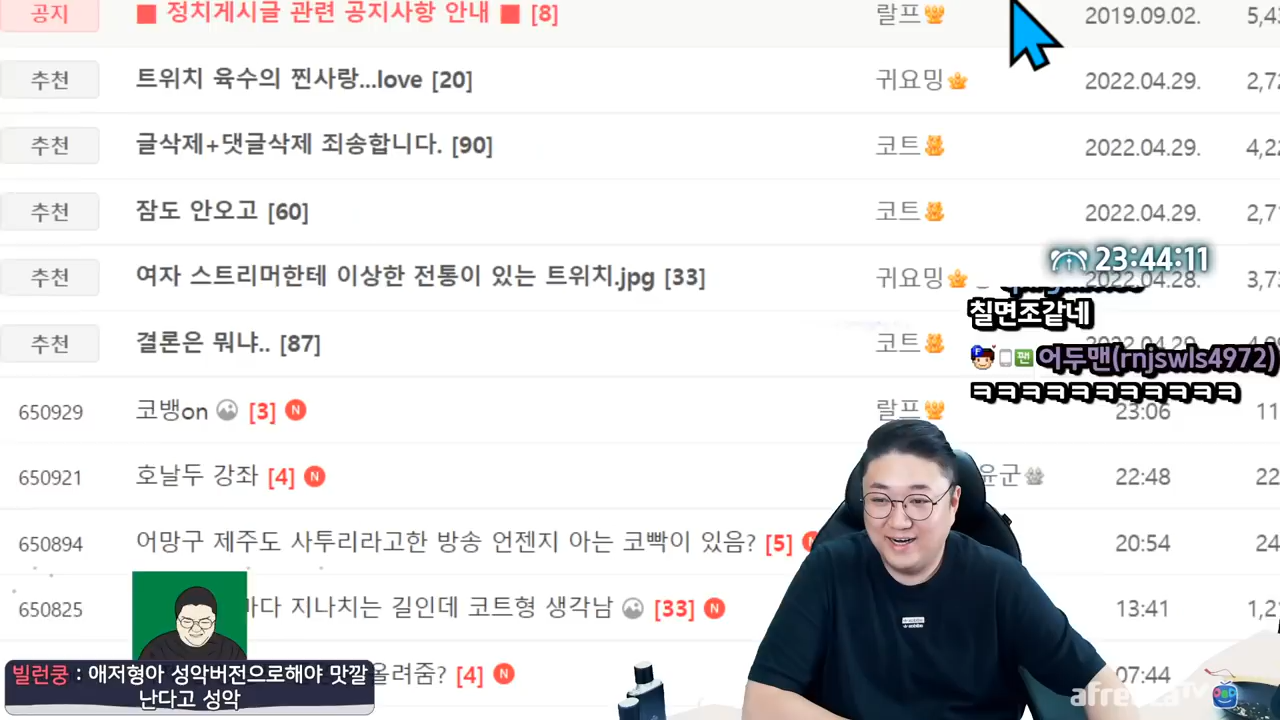 공지 ■ 정치게시글 관련 공지사항 안내 ■ [8] 랄프 2019.09.02.
추천 트위치 육수의 찐사랑...love [20] 귀요밍 2022.04.29.
추천 글삭제+댓글삭제 죄송합니다. [90] 코트 2022.04.29.
추천 잠도 안오고 [60] 코트 2022.04.29.
23:44:11
추천 여자 스트리머한테 이상한 전통이 있는 트위치.jpg [33] 귀요밍 2022.04.28.
칠면조같네
추천 결론은 뭐냐.. [87] 코트
어두맨(rnjswls4972)
ㅋㅋㅋㅋㅋㅋㅋㅋㅋㅋㅋ
650929 코뱅on [3] N 랄프 23:06
650921 호날두 강좌 [4] N 윤군 22:48
650894 어망구 제주도 사투리라고한 방송 언젠지 아는 코빡이 있음? [5] 20:54
650825 마다 지나치는 길인데 코트형 생각남 [33] N 13:41
올려줌? [4] N 07:44
빌런쿵 : 애저형아 성악버전으로해야 맛깔
난다고 성악
afreecaTV